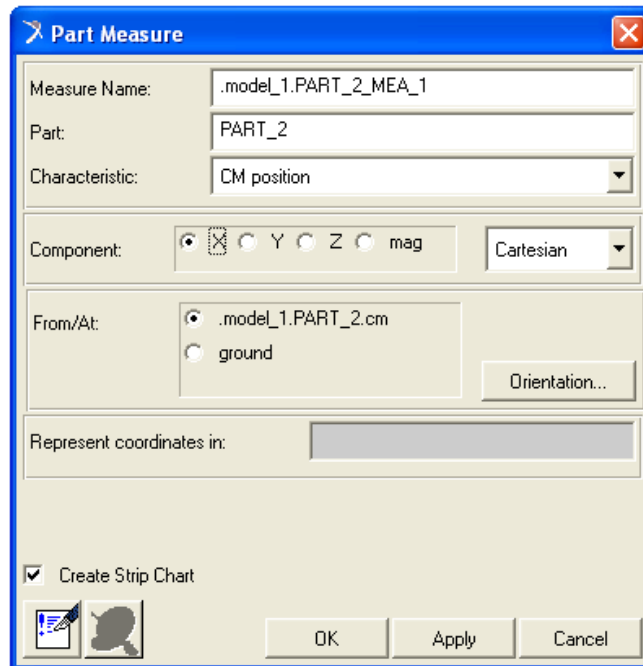 Part Measure
Measure Name: .model_1.PART_2_MEA_1
Part: PART_2
Characteristic: CM position
Component: X Y Z mag Cartesian
From/At: .model_1.PART_2.cm
ground
Orientation...
Represent coordinates in:
Create Strip Chart
OK Apply Cancel